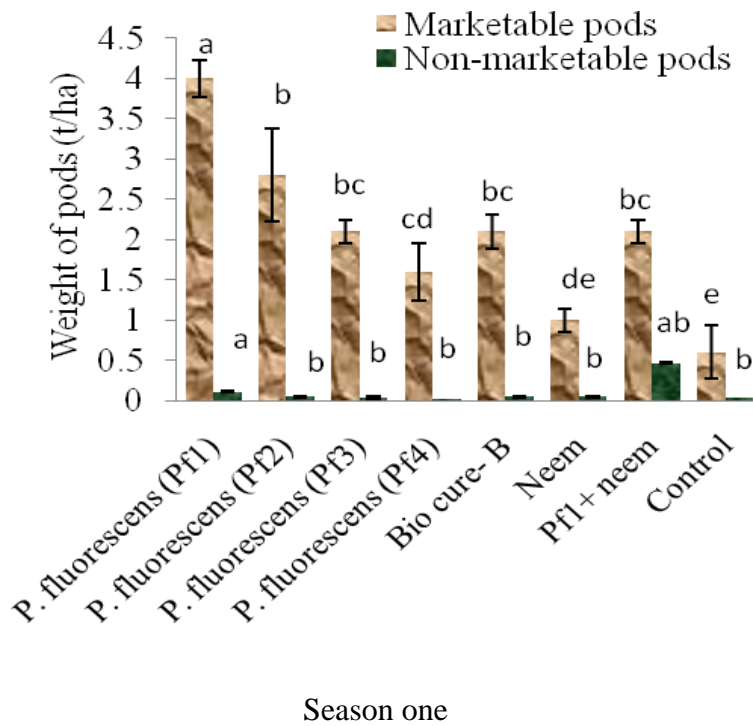 Marketable pods
Non-marketable pods
Weight of pods (t/ha)
4.5
4
3.5
3
2.5
2
1.5
1
0.5
0
a
b
bc
cd
bc
de
bc
e
a
b
b
b
b
b
ab
b
P. fluorescens (Pf1)
P. fluorescens (Pf2)
P. fluorescens (Pf3)
P. fluorescens (Pf4)
Bio cure- B
Neem
Pf1+ neem
Control
Season one